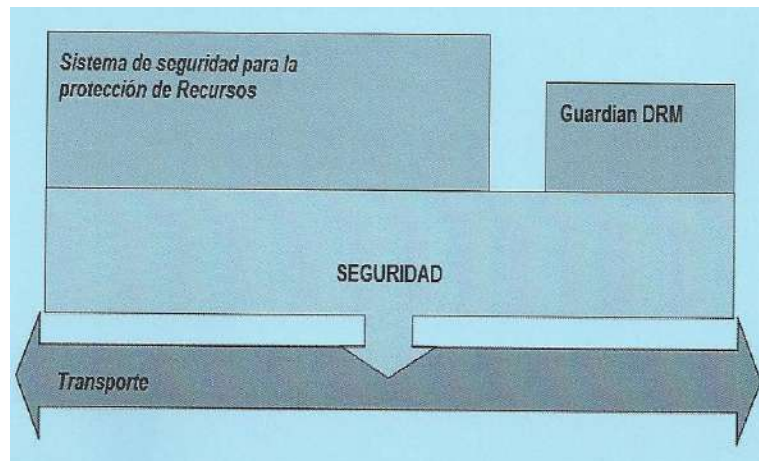 Sistema de seguridad para la
protección de Recursos
Guardian DRM
SEGURIDAD
Transporte